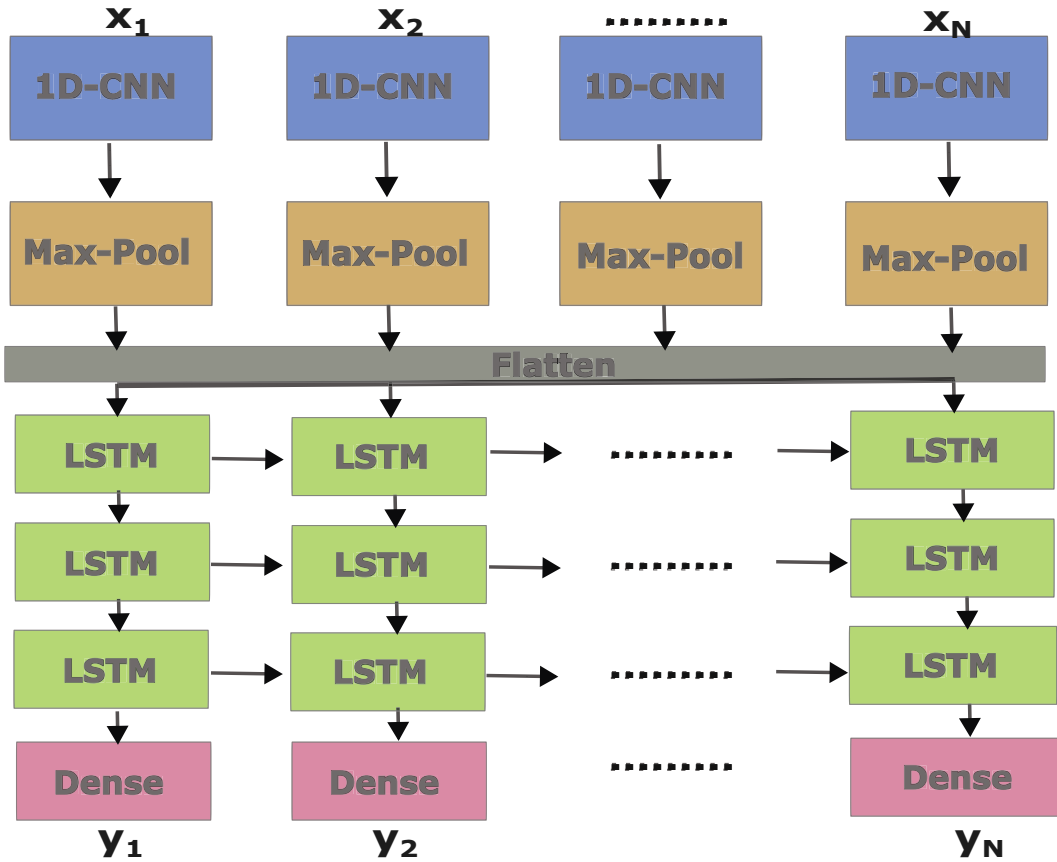 x1 x2 ......... xN
1D-CNN 1D-CNN 1D-CNN 1D-CNN
Max-Pool Max-Pool Max-Pool Max-Pool
Flatten
LSTM LSTM ......... LSTM
LSTM LSTM ......... LSTM
LSTM LSTM ......... LSTM
Dense Dense ......... Dense
y1 y2 yN